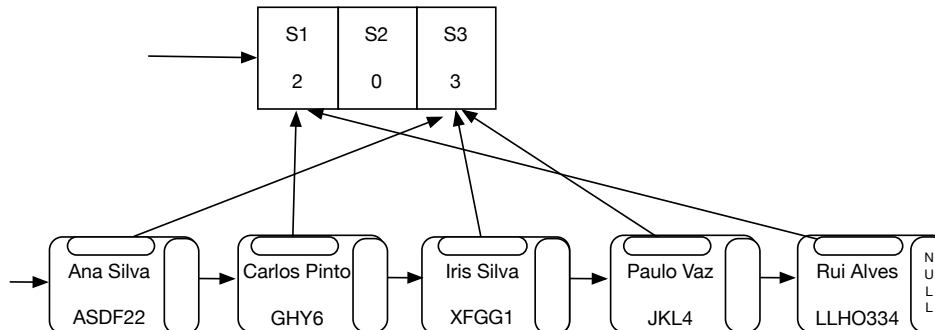 S1 S2 S3
2 0 3
Ana Silva Carlos Pinto Iris Silva Paulo Vaz Rui Alves
ASDF22 GHY6 XFGG1 JKL4 LLHO334
N
U
L
L